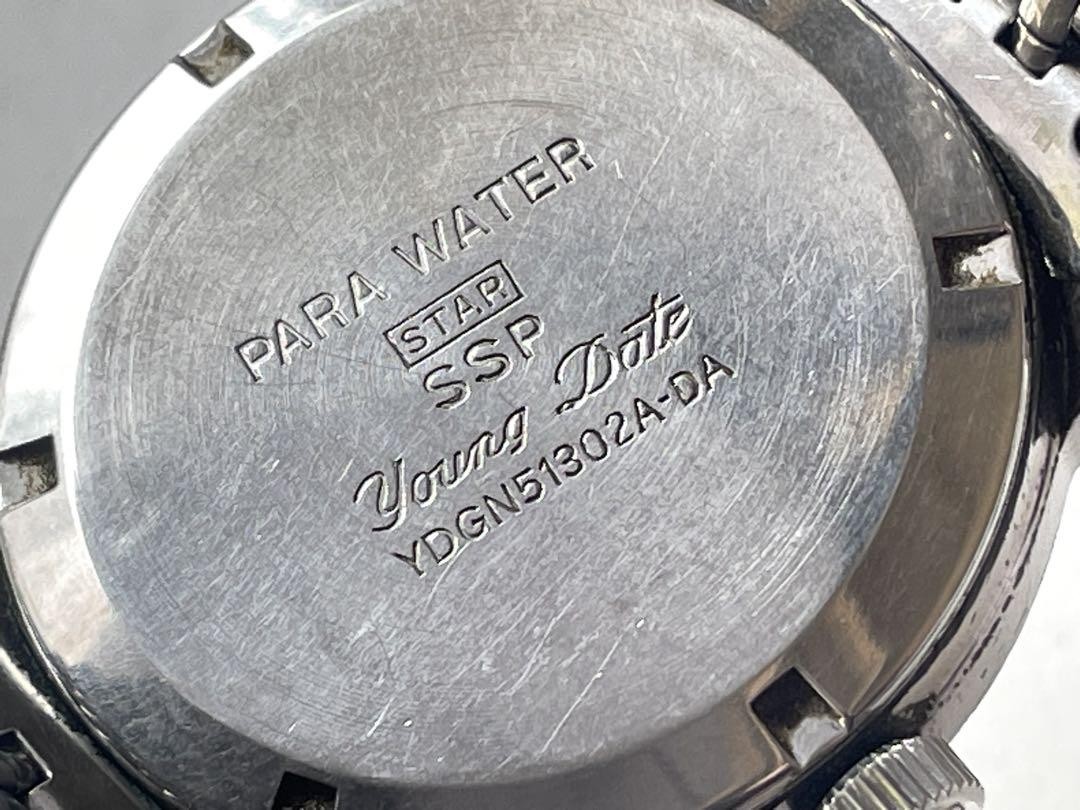 PARA WATER
STAR
SSP
Young Date
YDGN51302A-DA